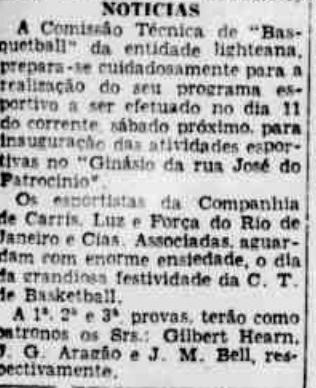 NOTICIAS
A Comissão Técnica de "Bas-
quetball" da entidade lighteana,
prepara-se cuidadosamente para a
realização do seu programa es-
portivo a ser efetuado no dia 11
do corrente, sábado próximo, para
inauguração das atividades espor-
tivas no "Ginásio da rua José do
Patrocinio".
Os esportistas da Companhia
de Carris, Luz e Força do Rio de
Janeiro e Cias. Associadas, aguar-
dam com enorme ensiedade, o dia
da grandiosa festividade da C. T.
de Basketball.
A 1ª, 2ª e 3ª, provas, terão como
patronos os Srs.: Gilbert Hearn,
J. G. Aragão e J. M. Bell, res-
pectivamente.